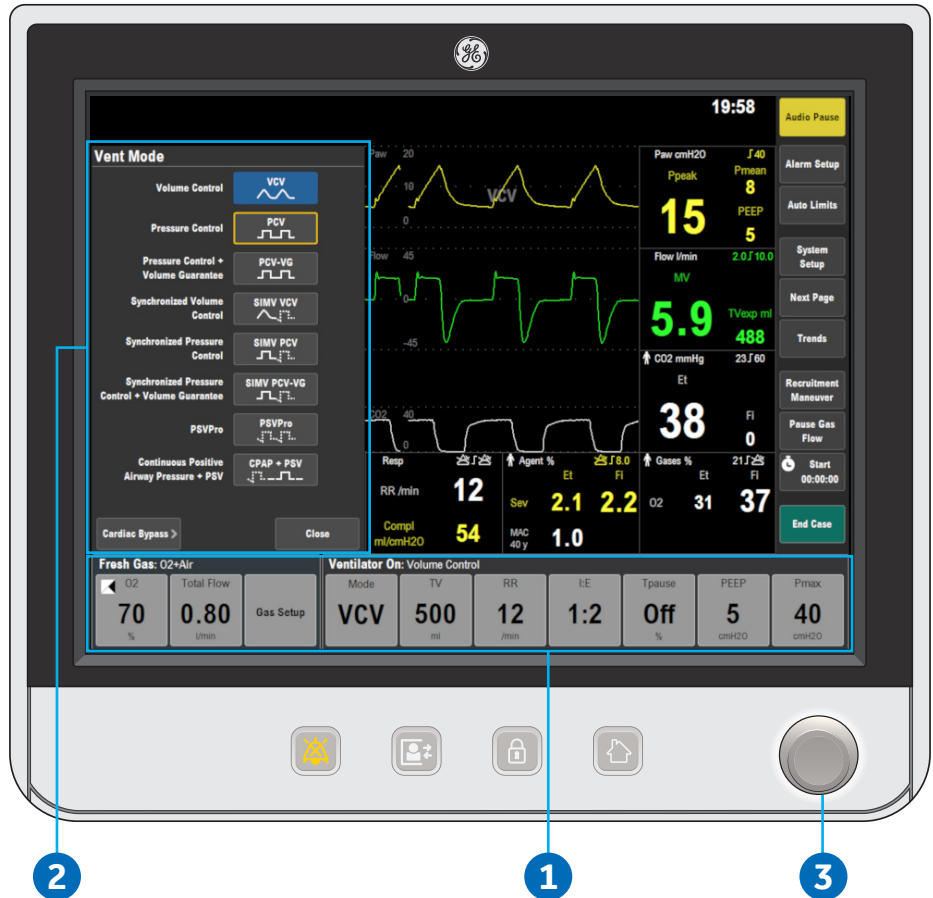 GE
19:58
Audio Pause
Vent Mode
Volume Control
VCV
Pressure Control
PCV
Pressure Control +
Volume Guarantee
PCV-VG
Synchronized Volume
Control
SIMV VCV
Synchronized Pressure
Control
SIMV PCV
Synchronized Pressure
Control + Volume Guarantee
SIMV PCV-VG
PSVPro
PSVPro
Continuous Positive
Airway Pressure + PSV
CPAP + PSV
Cardiac Bypass >
Close
Paw 20
10
0
VCV
Flow 45
0
-45
CO2 40
0
Paw cmH2O 40
Ppeak
15
Pmean
8
PEEP
5
Flow l/min 2.0 10.0
MV
5.9
TVexp ml
488
CO2 mmHg 23 60
Et
38
Fi
0
Resp
RR /min 12
Compl
ml/cmH2O 54
Agent % 8.0
Et Fi
Sev 2.1 2.2
MAC
40 y 1.0
Gases % 21
Et Fi
O2 31 37
Alarm Setup
Auto Limits
System
Setup
Next Page
Trends
Recruitment
Maneuver
Pause Gas
Flow
Start
00:00:00
End Case
Fresh Gas: O2+Air
O2
70
%
Total Flow
0.80
l/min
Gas Setup
Ventilator On: Volume Control
Mode
VCV
TV
500
ml
RR
12
/min
I:E
1:2
Tpause
Off
%
PEEP
5
cmH2O
Pmax
40
cmH2O
2
1
3